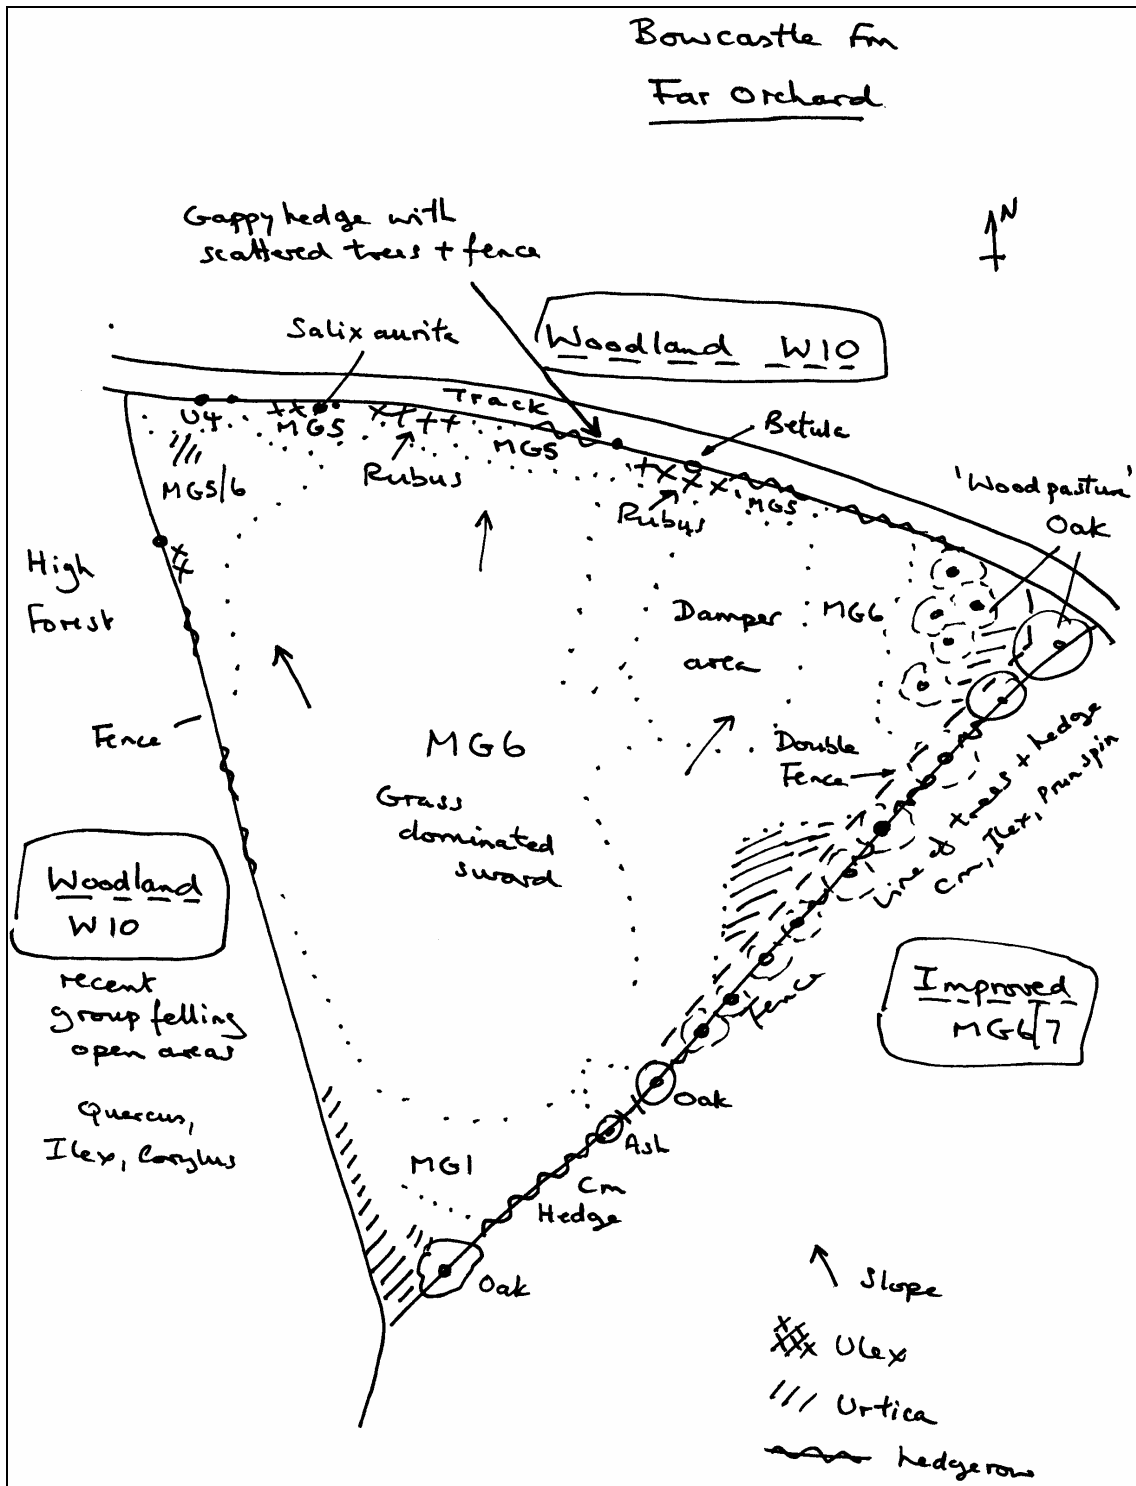 Bowcastle Fm
Far Orchard
Gappy hedge with
scattered trees + fence
N
Woodland W10
Salix aurita
Track
Betula
U4
MG5
MG5
Rubus
MG5/6
Rubus
MG5
'Wood pasture'
Oak
High
Forest
Damper
area
MG6
Fence
MG6
Grass
dominated
sward
Double
Fence
Line of trees + hedge
Cm, Ilex, Prun spin
Woodland
W10
recent
group felling
open areas
Quercus,
Ilex, Corylus
Fence
Improved
MG6/7
Oak
Ash
MG1
Cm
Hedge
Oak
Slope
Ulex
Urtica
hedgerow